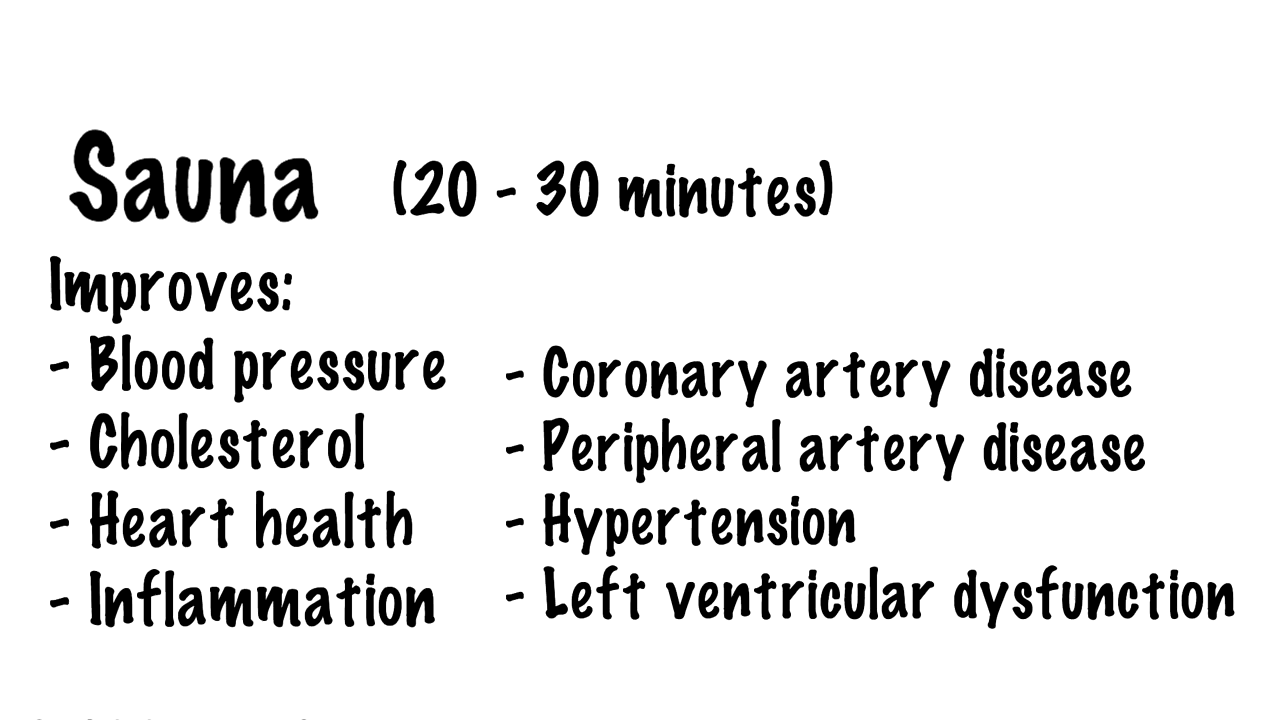 Sauna (20 - 30 minutes)
Improves:
- Blood pressure
- Cholesterol
- Heart health
- Inflammation
- Coronary artery disease
- Peripheral artery disease
- Hypertension
- Left ventricular dysfunction